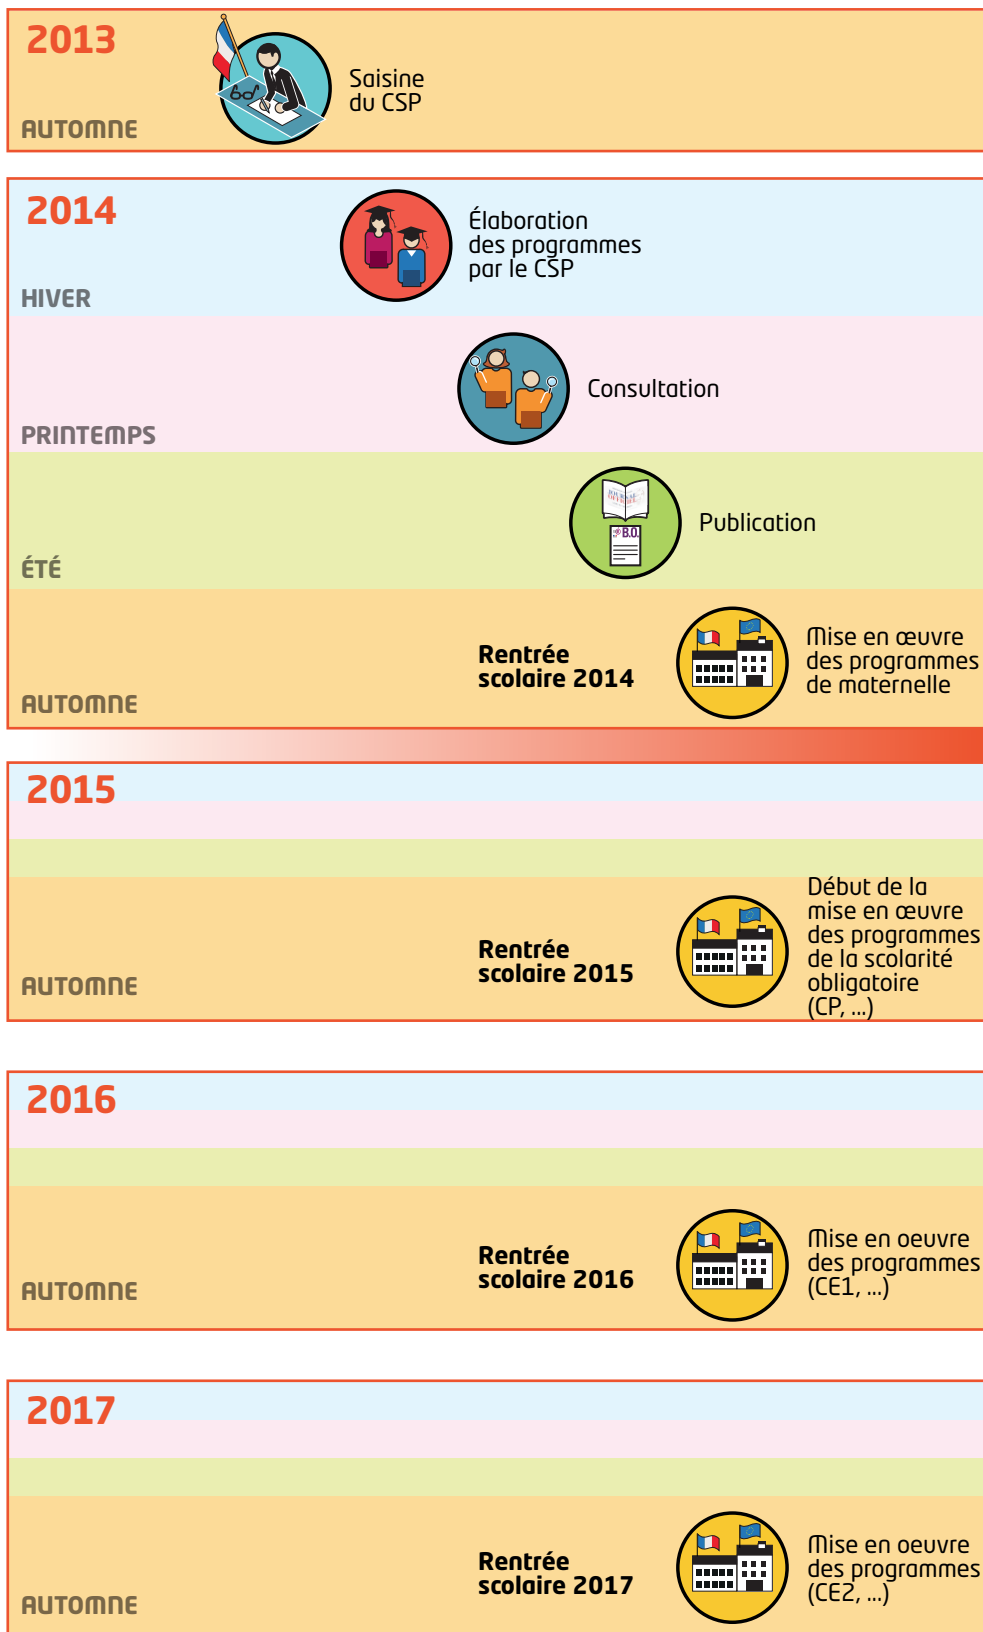 2013
Saisine
du CSP
AUTOMNE
2014
Élaboration
des programmes
par le CSP
HIVER
Consultation
PRINTEMPS
JOURNAL
OFFICIEL
B.O.
Publication
ÉTÉ
Rentrée
scolaire 2014
Mise en œuvre
des programmes
de maternelle
AUTOMNE
2015
Rentrée
scolaire 2015
Début de la
mise en œuvre
des programmes
de la scolarité
obligatoire
(CP, ...)
AUTOMNE
2016
Rentrée
scolaire 2016
Mise en oeuvre
des programmes
(CE1, ...)
AUTOMNE
2017
Rentrée
scolaire 2017
Mise en oeuvre
des programmes
(CE2, ...)
AUTOMNE